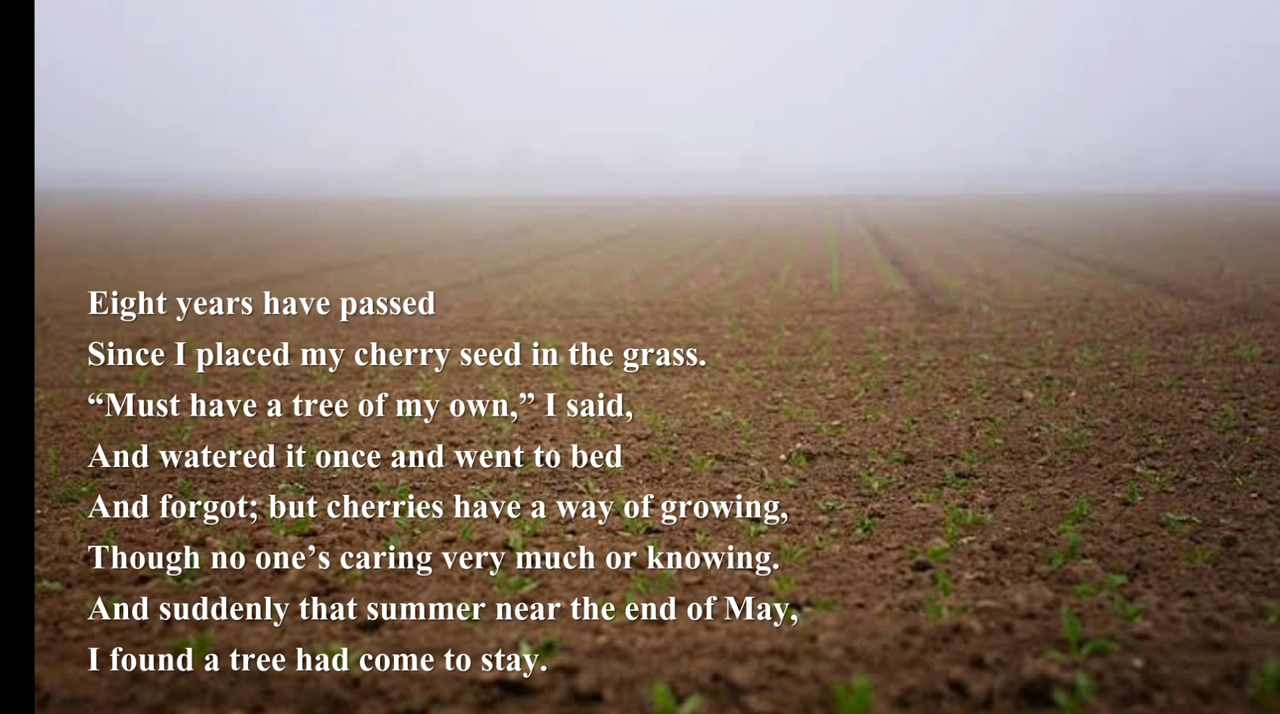 Eight years have passed
Since I placed my cherry seed in the grass.
“Must have a tree of my own,” I said,
And watered it once and went to bed
And forgot; but cherries have a way of growing,
Though no one’s caring very much or knowing.
And suddenly that summer near the end of May,
I found a tree had come to stay.